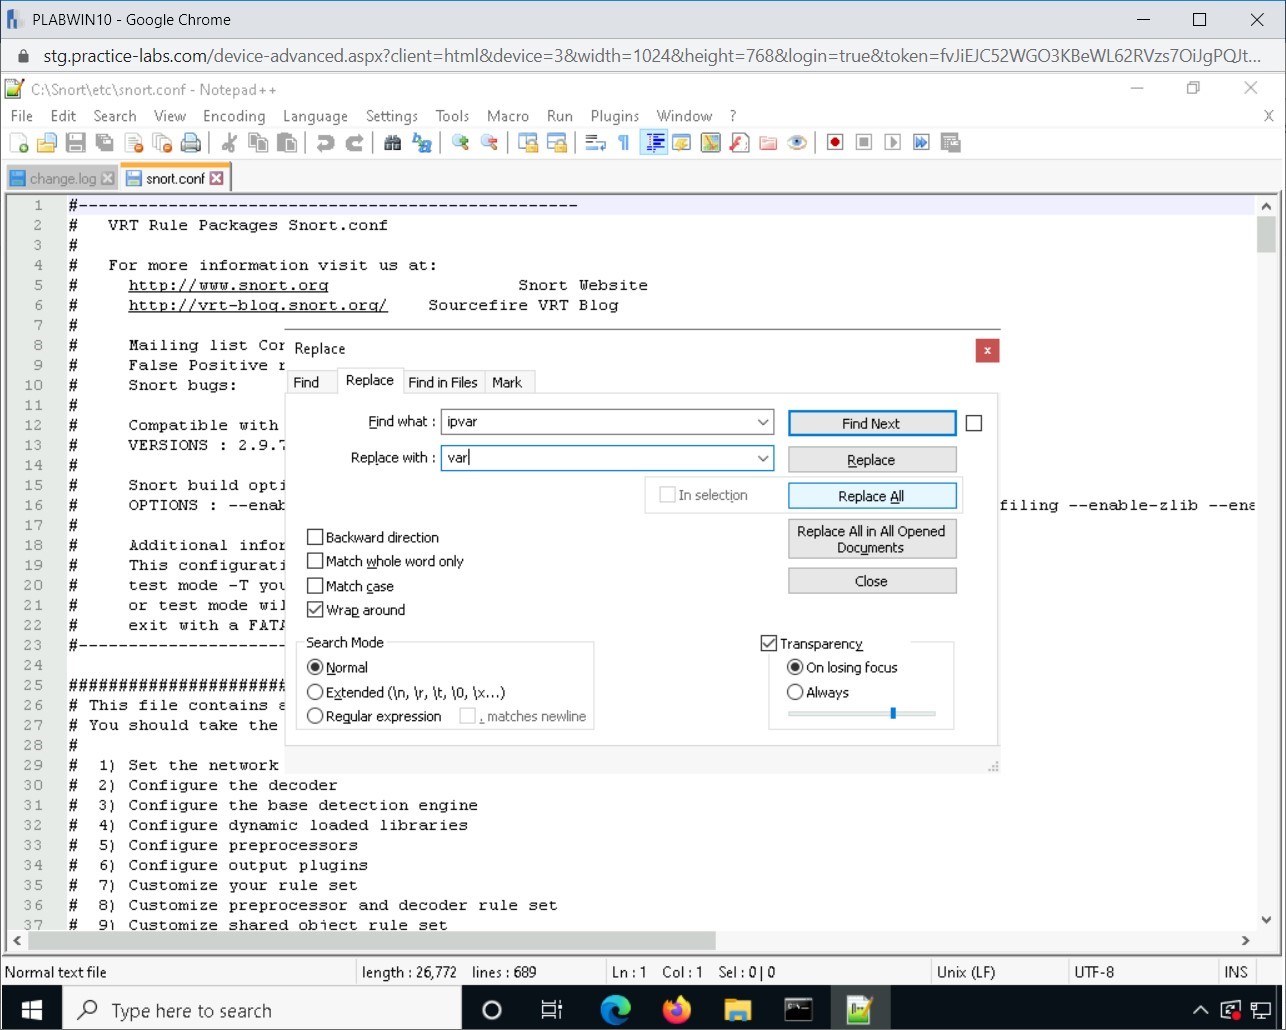 PLABWIN10 - Google Chrome
stg.practice-labs.com/device-advanced.aspx?client=html&device=3&width=1024&height=768&login=true&token=fvJiEJC52WGO3KBeWL62RVzs7OiJgPQJt...
C:\Snort\etc\snort.conf - Notepad++
File Edit Search View Encoding Language Settings Tools Macro Run Plugins Window ? X
change.log snort.conf
1 #--------------------------------------------------
2 # VRT Rule Packages Snort.conf
3 #
4 # For more information visit us at:
5 # http://www.snort.org Snort Website
6 # http://vrt-blog.snort.org/ Sourcefire VRT Blog
7 #
8 # Mailing list Cor
9 # False Positive r
10 # Snort bugs:
11 #
12 # Compatible with
13 # VERSIONS : 2.9.7
14 #
15 # Snort build opti
16 # OPTIONS : --enab filing --enable-zlib --ena
17 #
18 # Additional infor
19 # This configurati
20 # test mode -T you
21 # or test mode wil
22 # exit with a FATA
23 #---------------------
24
25 ######################
26 # This file contains a
27 # You should take the
28 #
29 # 1) Set the network
30 # 2) Configure the decoder
31 # 3) Configure the base detection engine
32 # 4) Configure dynamic loaded libraries
33 # 5) Configure preprocessors
34 # 6) Configure output plugins
35 # 7) Customize your rule set
36 # 8) Customize preprocessor and decoder rule set
37 # 9) Customize shared object rule set
Replace x
Find Replace Find in Files Mark
Find what : ipvar Find Next
Replace with : var Replace
In selection Replace All
Replace All in All Opened
Documents
Close
Backward direction
Match whole word only
Match case
Wrap around
Search Mode
Normal
Extended (\n, \r, \t, \0, \x...)
Regular expression . matches newline
Transparency
On losing focus
Always
Normal text file length : 26,772 lines : 689 Ln : 1 Col : 1 Sel : 0 | 0 Unix (LF) UTF-8 INS
Type here to search